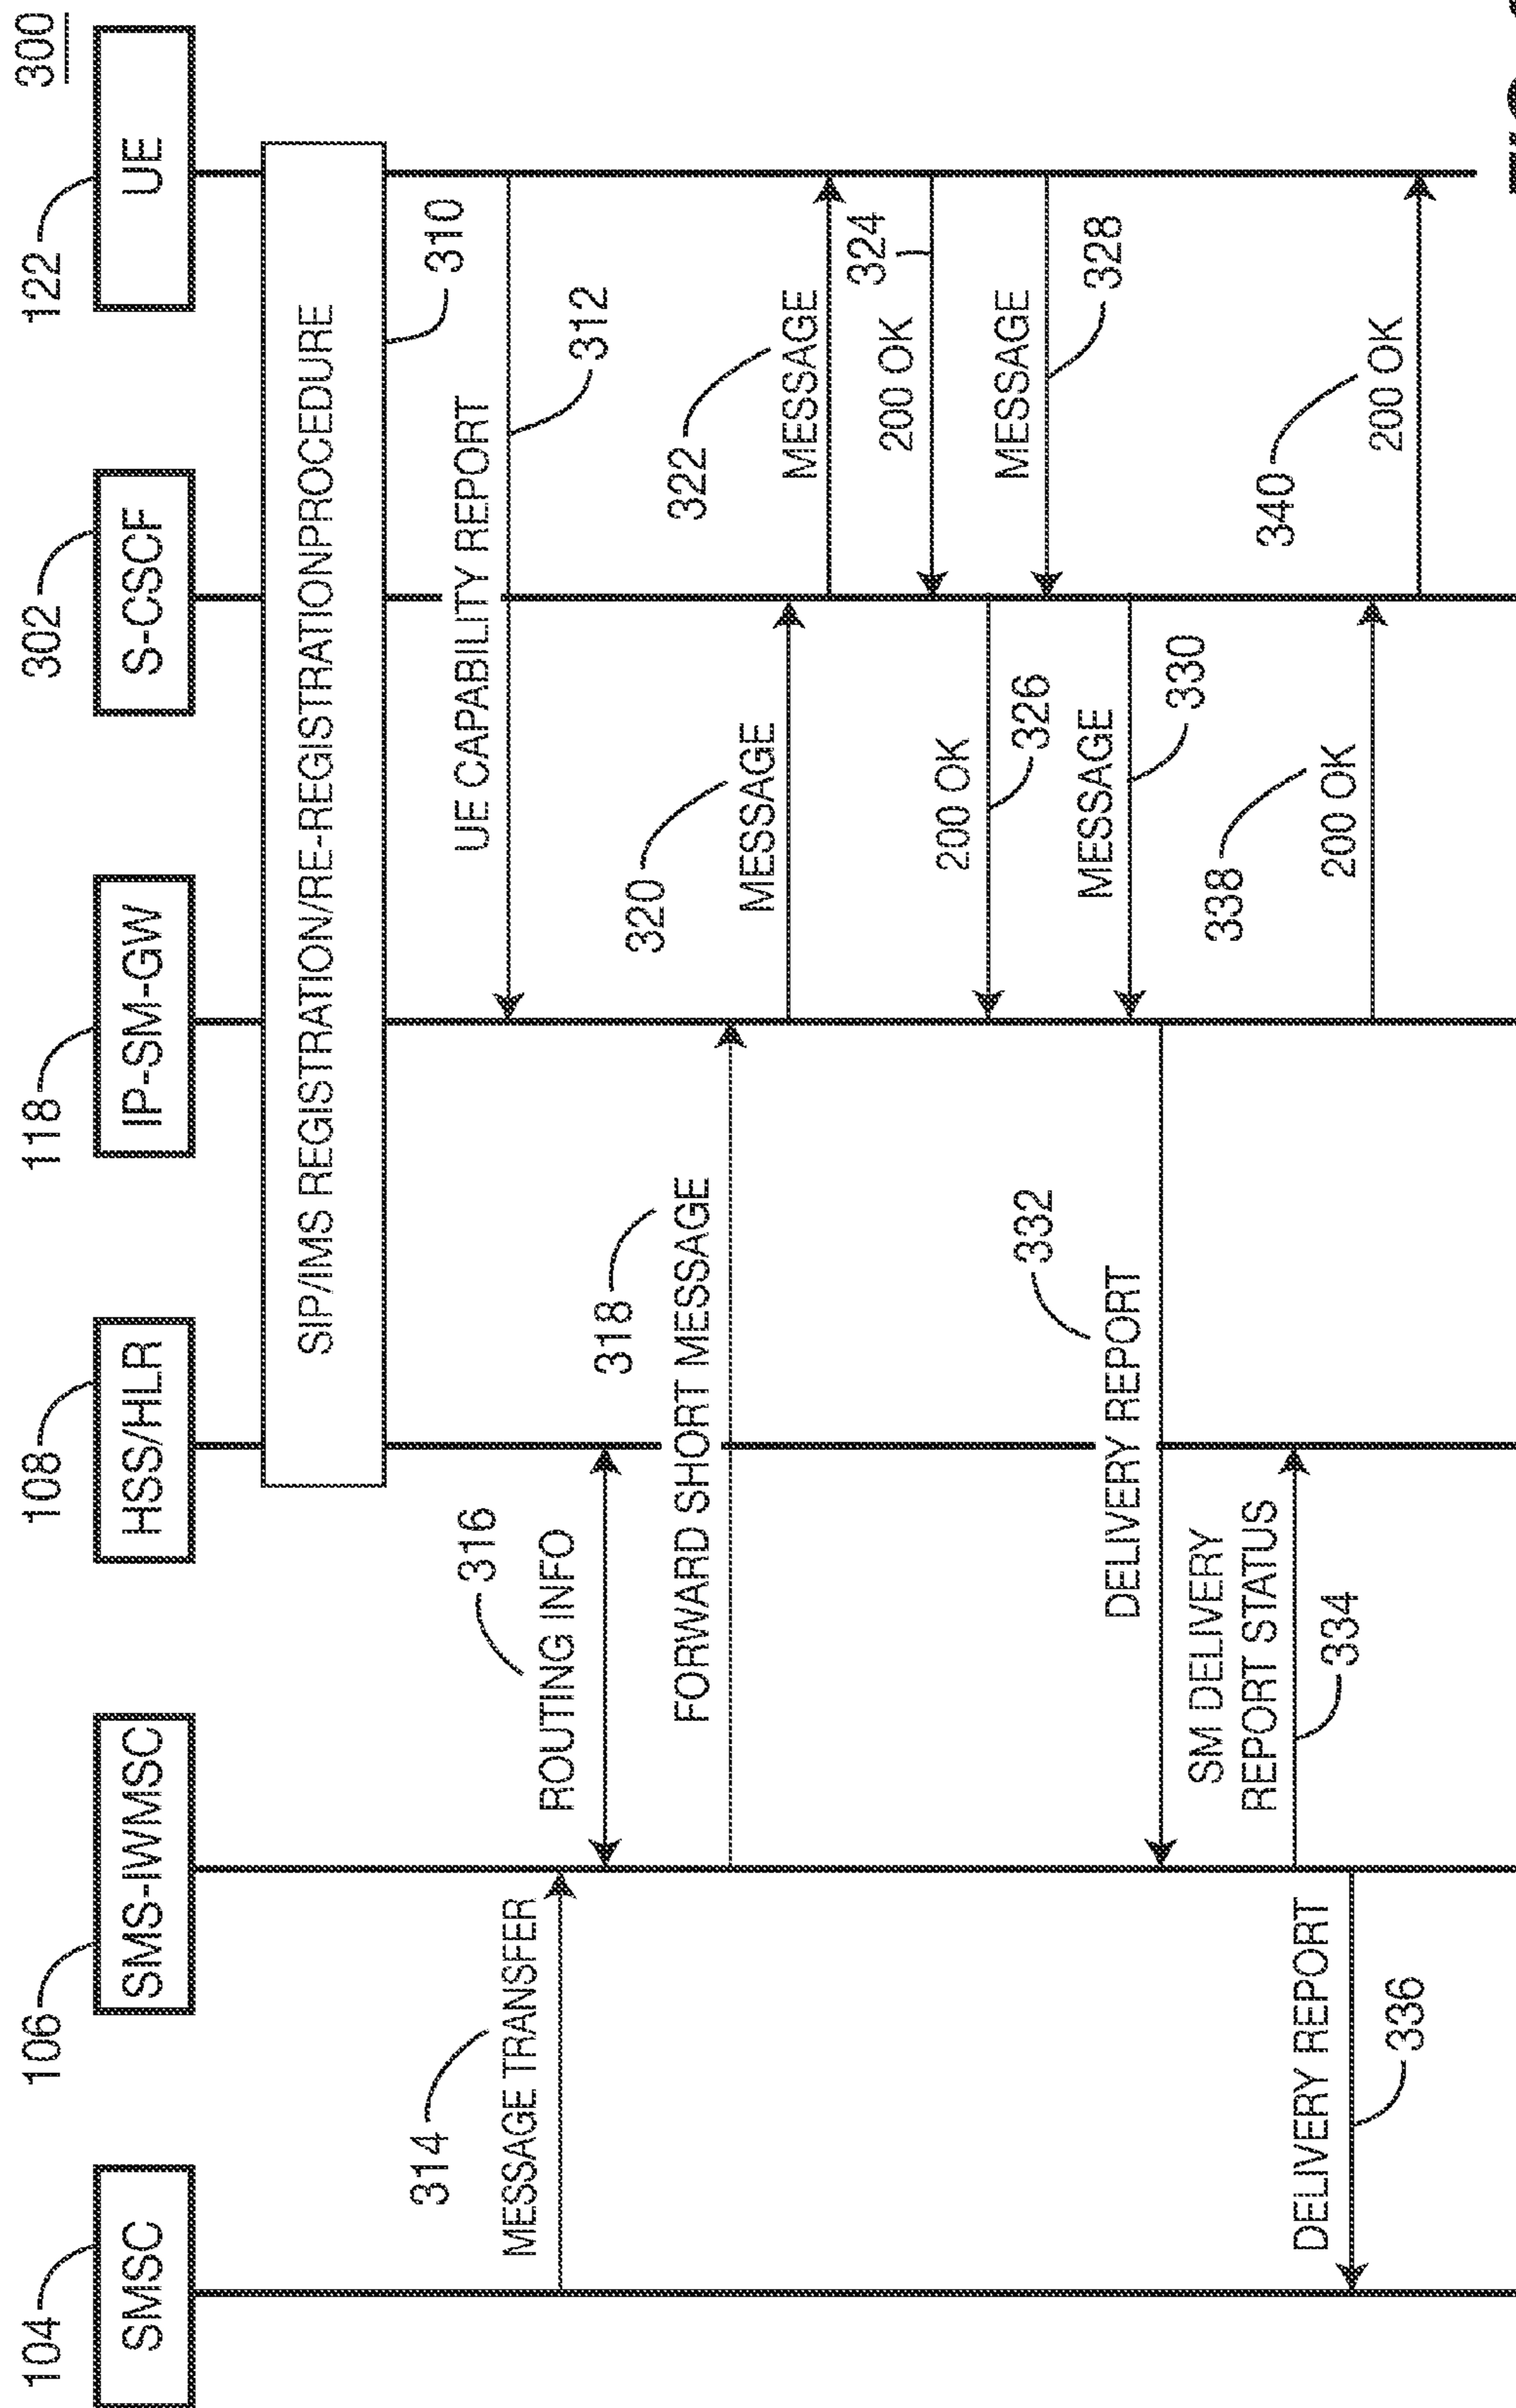 300
104
106
108
118
302
122
SMSC
SMS-IWMSC
HSS/HLR
IP-SM-GW
S-CSCF
UE
SIP/IMS REGISTRATION/RE-REGISTRATIONPROCEDURE
310
UE CAPABILITY REPORT
312
314
MESSAGE TRANSFER
316
ROUTING INFO
318
FORWARD SHORT MESSAGE
320
MESSAGE
322
MESSAGE
324
200 OK
200 OK
326
MESSAGE
328
MESSAGE
330
332
DELIVERY REPORT
SM DELIVERY
REPORT STATUS
334
DELIVERY REPORT
336
338
200 OK
340
200 OK